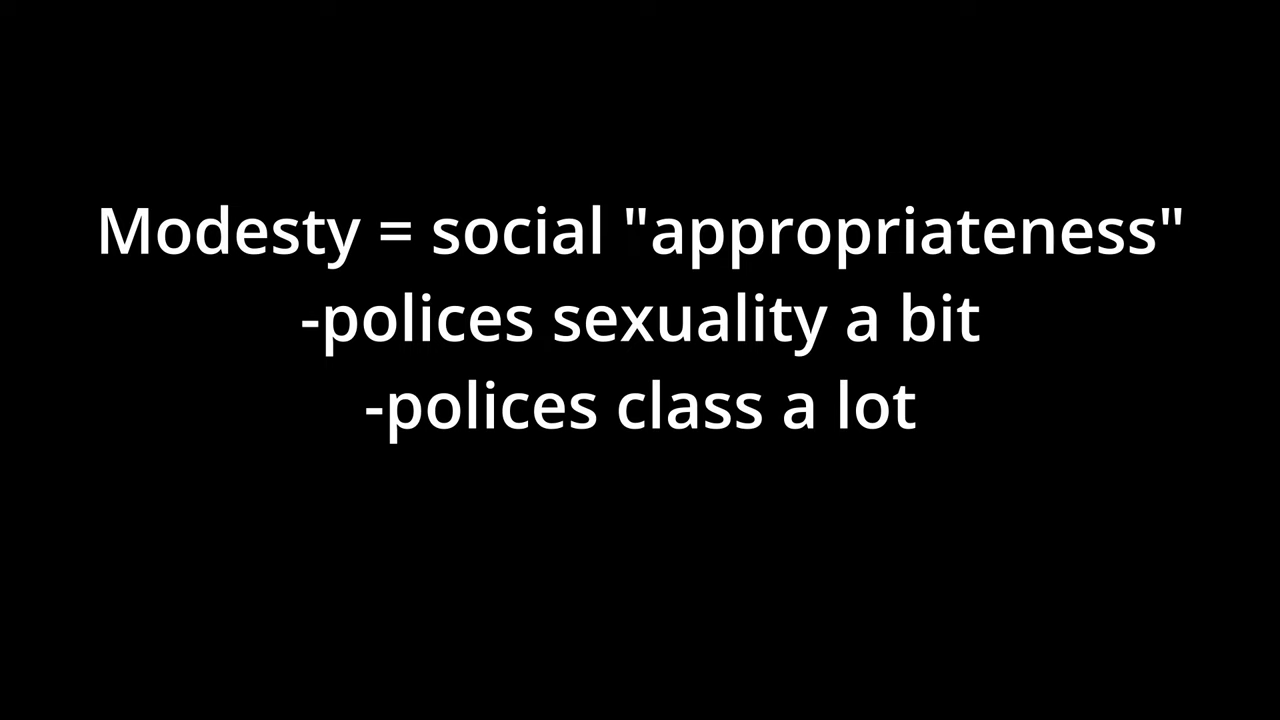 Modesty = social "appropriateness"
-polices sexuality a bit
-polices class a lot